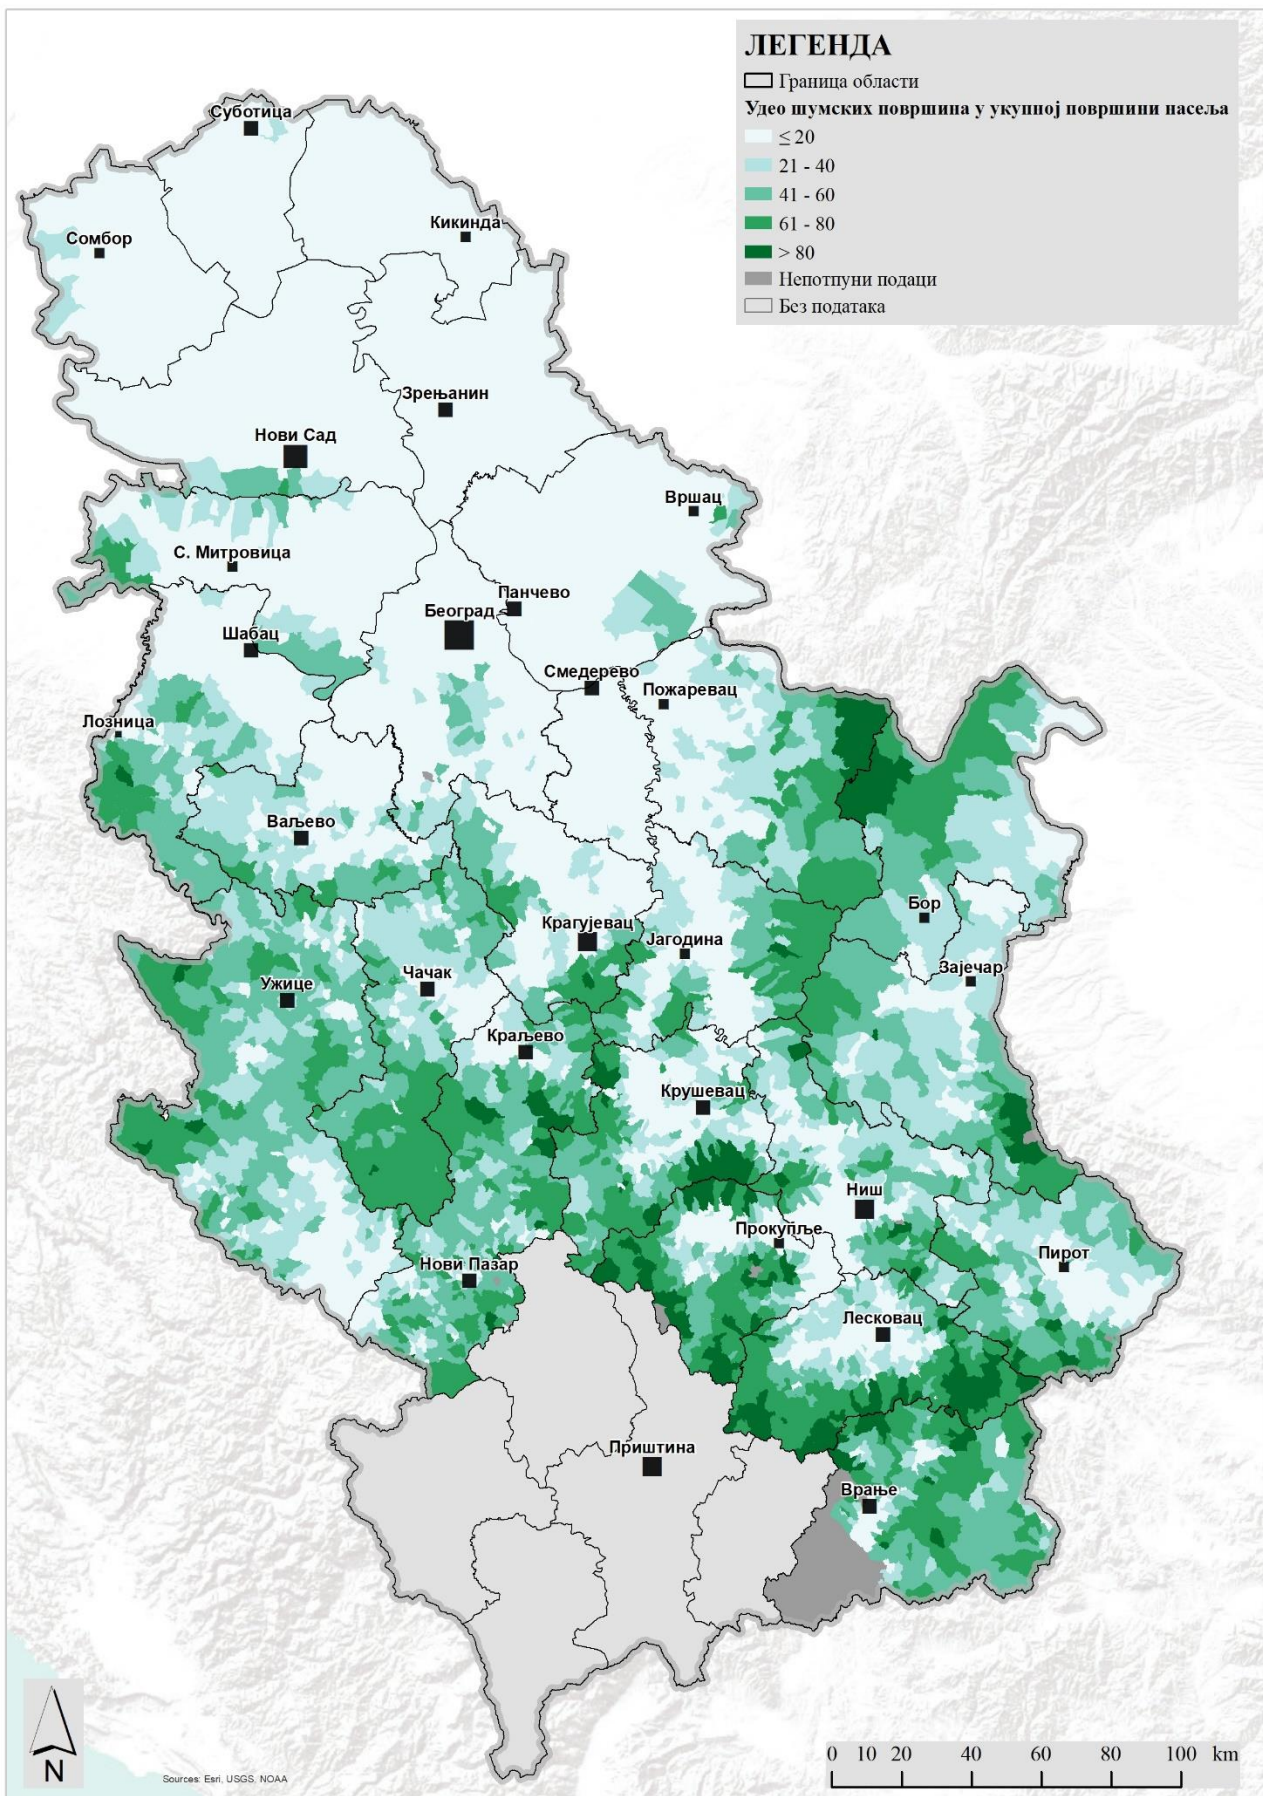 ЛЕГЕНДА
Граница области
Удео шумских површина у укупној површини насеља
≤ 20
21 - 40
41 - 60
61 - 80
> 80
Непотпуни подаци
Без података
Суботица
Сомбор
Кикинда
Зрењанин
Нови Сад
Вршац
С. Митровица
Панчево
Београд
Шабац
Смедерево
Пожаревац
Лозница
Ваљево
Бор
Крагујевац
Јагодина
Зајечар
Чачак
Ужице
Краљево
Крушевац
Ниш
Прокупље
Пирот
Нови Пазар
Лесковац
Приштина
Врање
N
Sources: Esri, USGS, NOAA
0 10 20 40 60 80 100 km